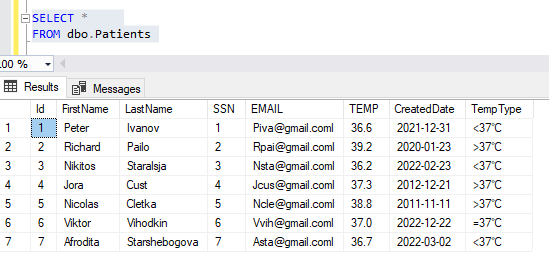 SELECT *
FROM dbo.Patients
100 %
Results Messages
Id FirstName LastName SSN EMAIL TEMP CreatedDate TempType
1 1 Peter Ivanov 1 Piva@gmail.coml 36.6 2021-12-31 <37℃
2 2 Richard Pailo 2 Rpai@gmail.coml 39.2 2020-01-23 >37℃
3 3 Nikitos Staralsja 3 Nsta@gmail.coml 36.2 2022-02-23 <37℃
4 4 Jora Cust 4 Jcus@gmail.coml 37.3 2012-12-21 >37℃
5 5 Nicolas Cletka 5 Ncle@gmail.coml 38.8 2011-11-11 >37℃
6 6 Viktor Vihodkin 6 Vvih@gmail.coml 37.0 2022-12-22 =37℃
7 7 Afrodita Starshebogova 7 Asta@gmail.coml 36.7 2022-03-02 <37℃